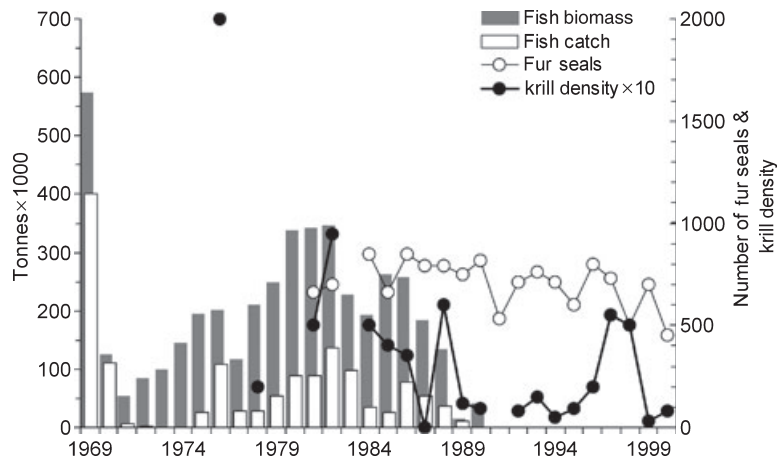 Fish biomass
Fish catch
Fur seals
krill density×10
700
600
500
400
300
200
100
0
Tonnes×1000
2000
1500
1000
500
0
Number of fur seals &
krill density
1969 1974 1979 1984 1989 1994 1999